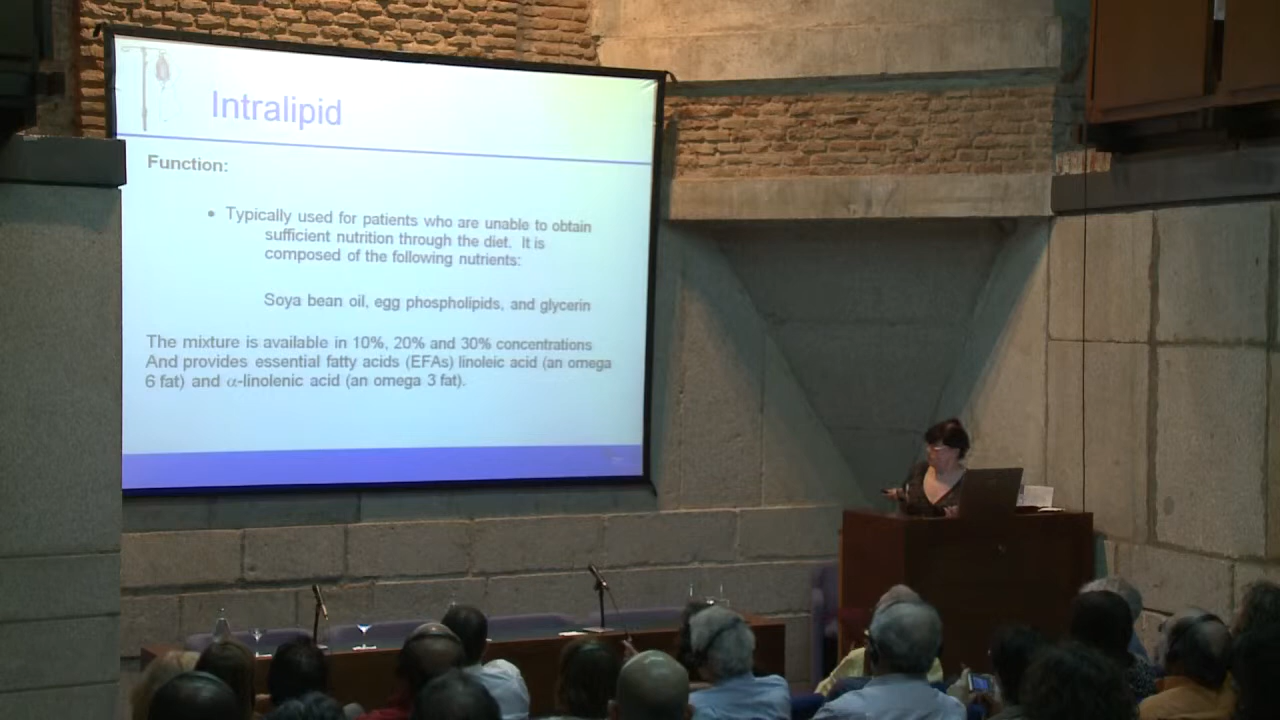 Intralipid
Function:
• Typically used for patients who are unable to obtain
sufficient nutrition through the diet. It is
composed of the following nutrients:
Soya bean oil, egg phospholipids, and glycerin
The mixture is available in 10%, 20% and 30% concentrations
And provides essential fatty acids (EFAs) linoleic acid (an omega
6 fat) and α-linolenic acid (an omega 3 fat).